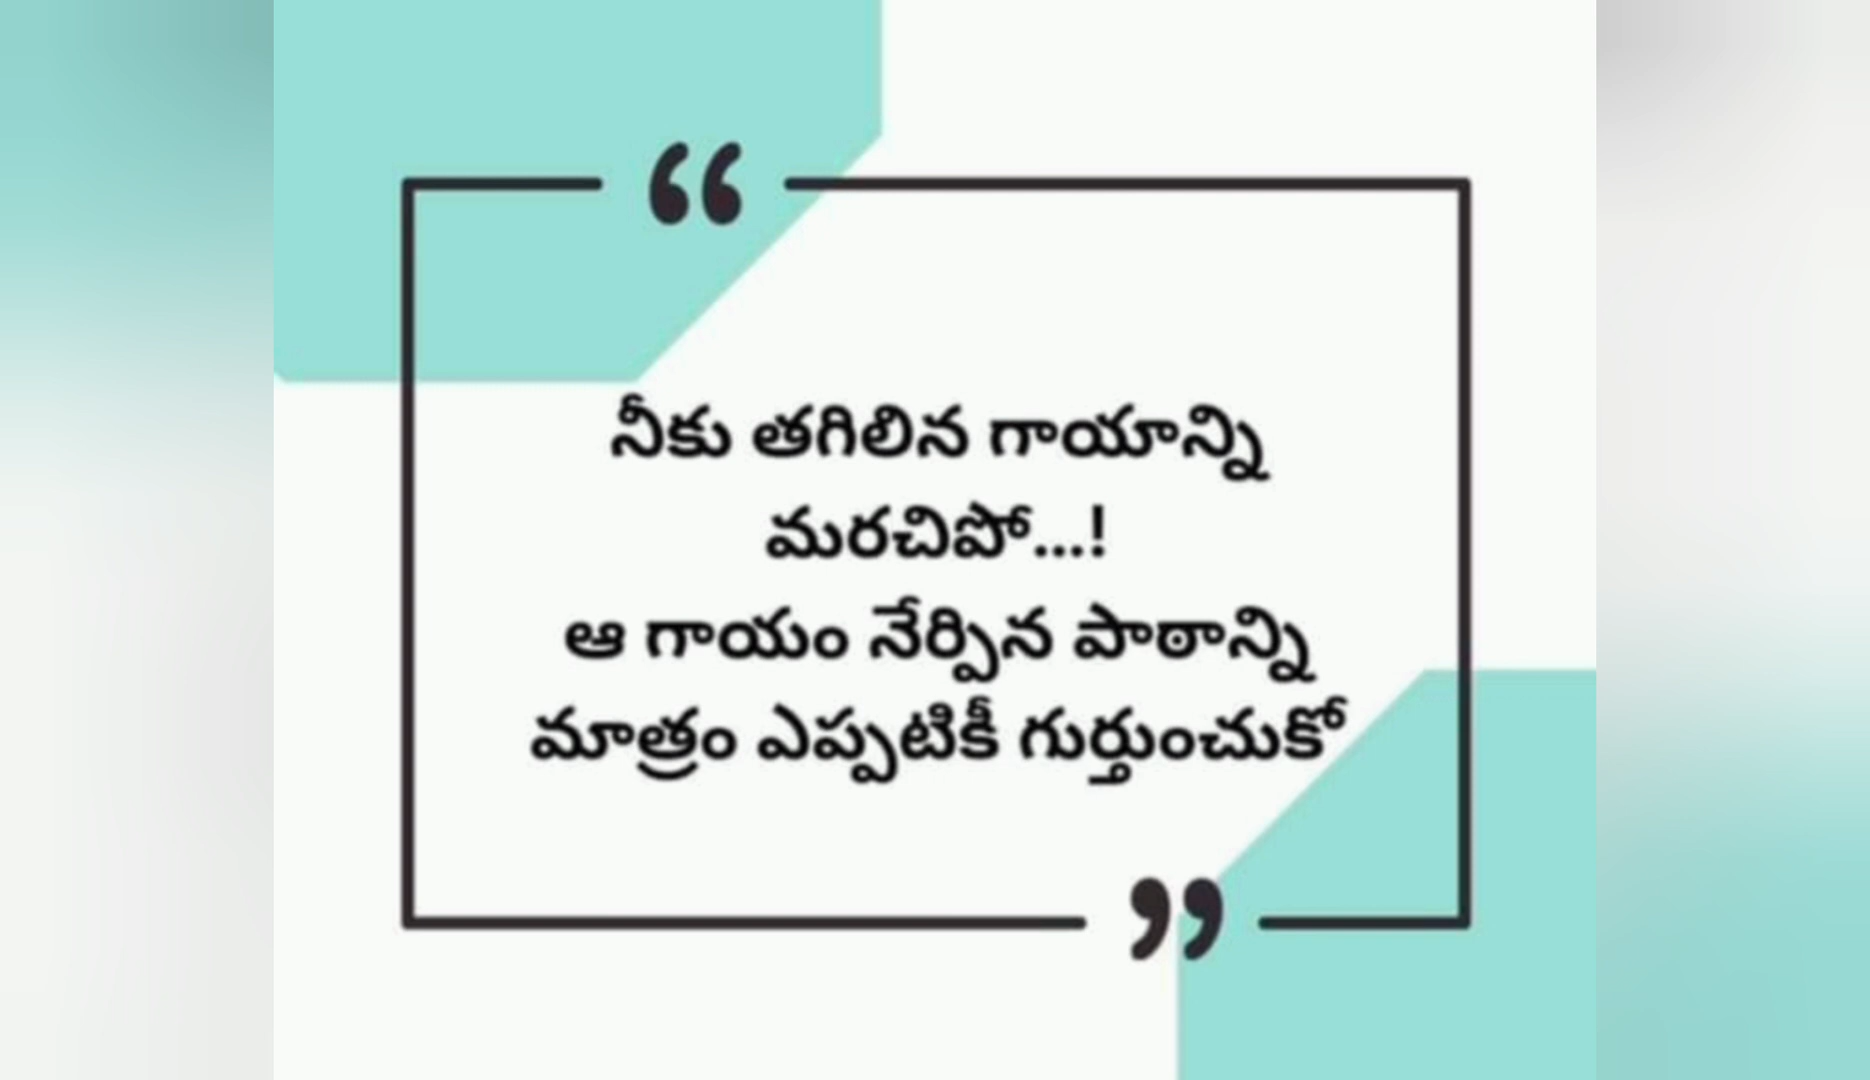 “
నీకు తగిలిన గాయాన్ని
మరచిపో...!
ఆ గాయం నేర్పిన పాఠాన్ని
మాత్రం ఎప్పటికీ గుర్తుంచుకో
”